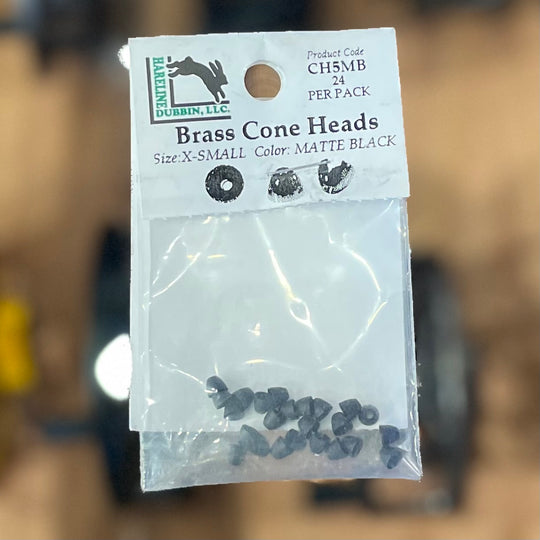 HARELINE
DUBBIN, LLC.
Product Code
CH5MB
24
PER PACK
Brass Cone Heads
Size:X-SMALL Color: MATTE BLACK